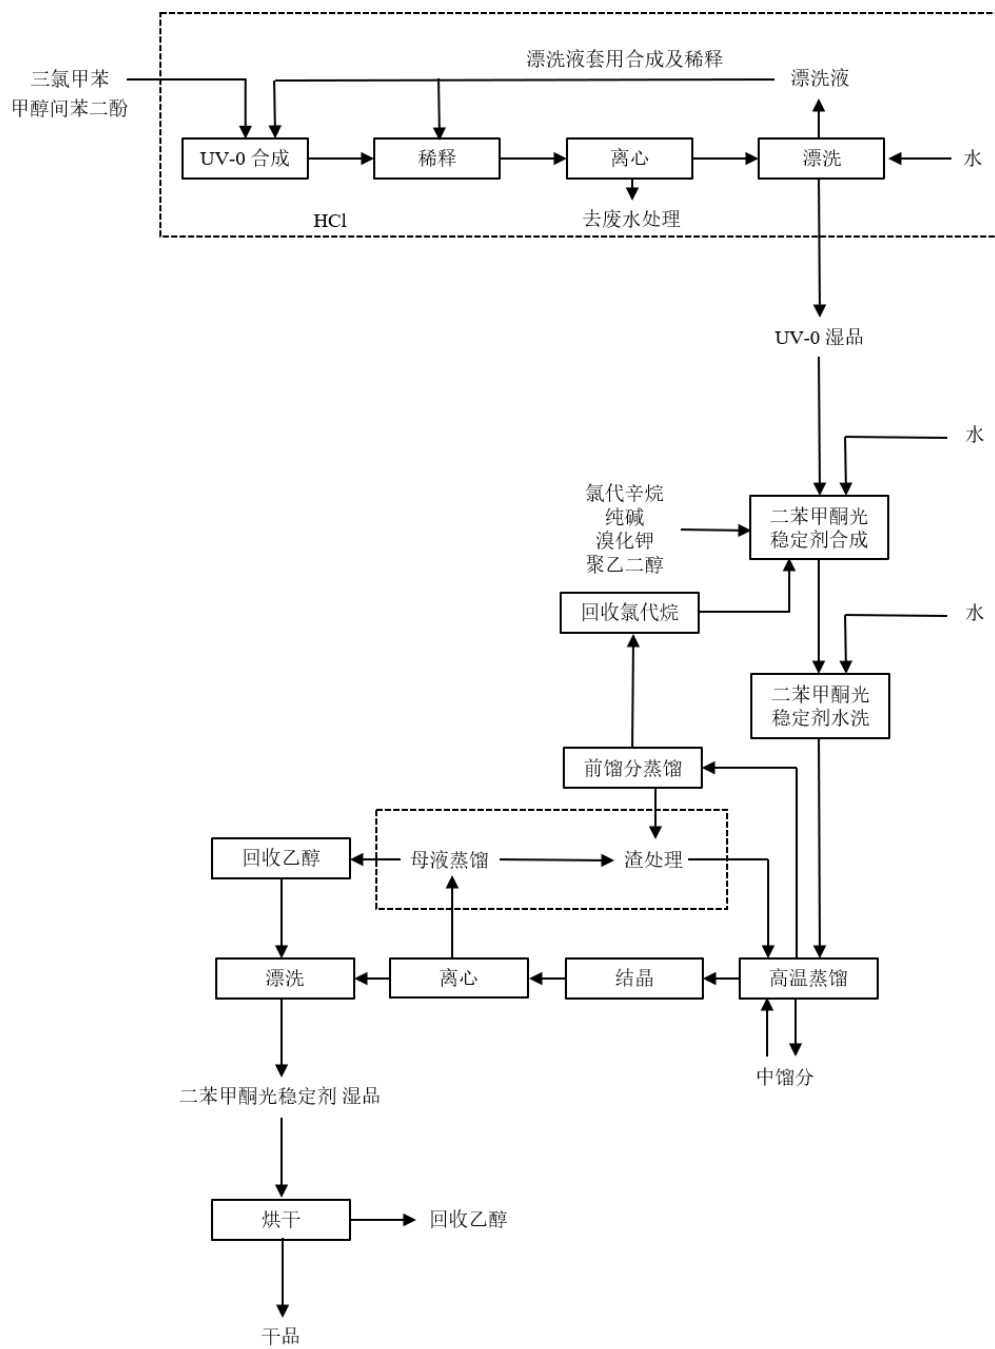 漂洗液套用合成及稀释
三氯甲苯
甲醇间苯二酚
漂洗液
UV-0 合成
稀释
离心
漂洗
水
HCl
去废水处理
UV-0 湿品
水
氯代辛烷
纯碱
溴化钾
聚乙二醇
二苯甲酮光
稳定剂合成
回收氯代烷
水
二苯甲酮光
稳定剂水洗
前馏分蒸馏
回收乙醇
母液蒸馏
渣处理
漂洗
离心
结晶
高温蒸馏
中馏分
二苯甲酮光稳定剂 湿品
烘干
回收乙醇
干品